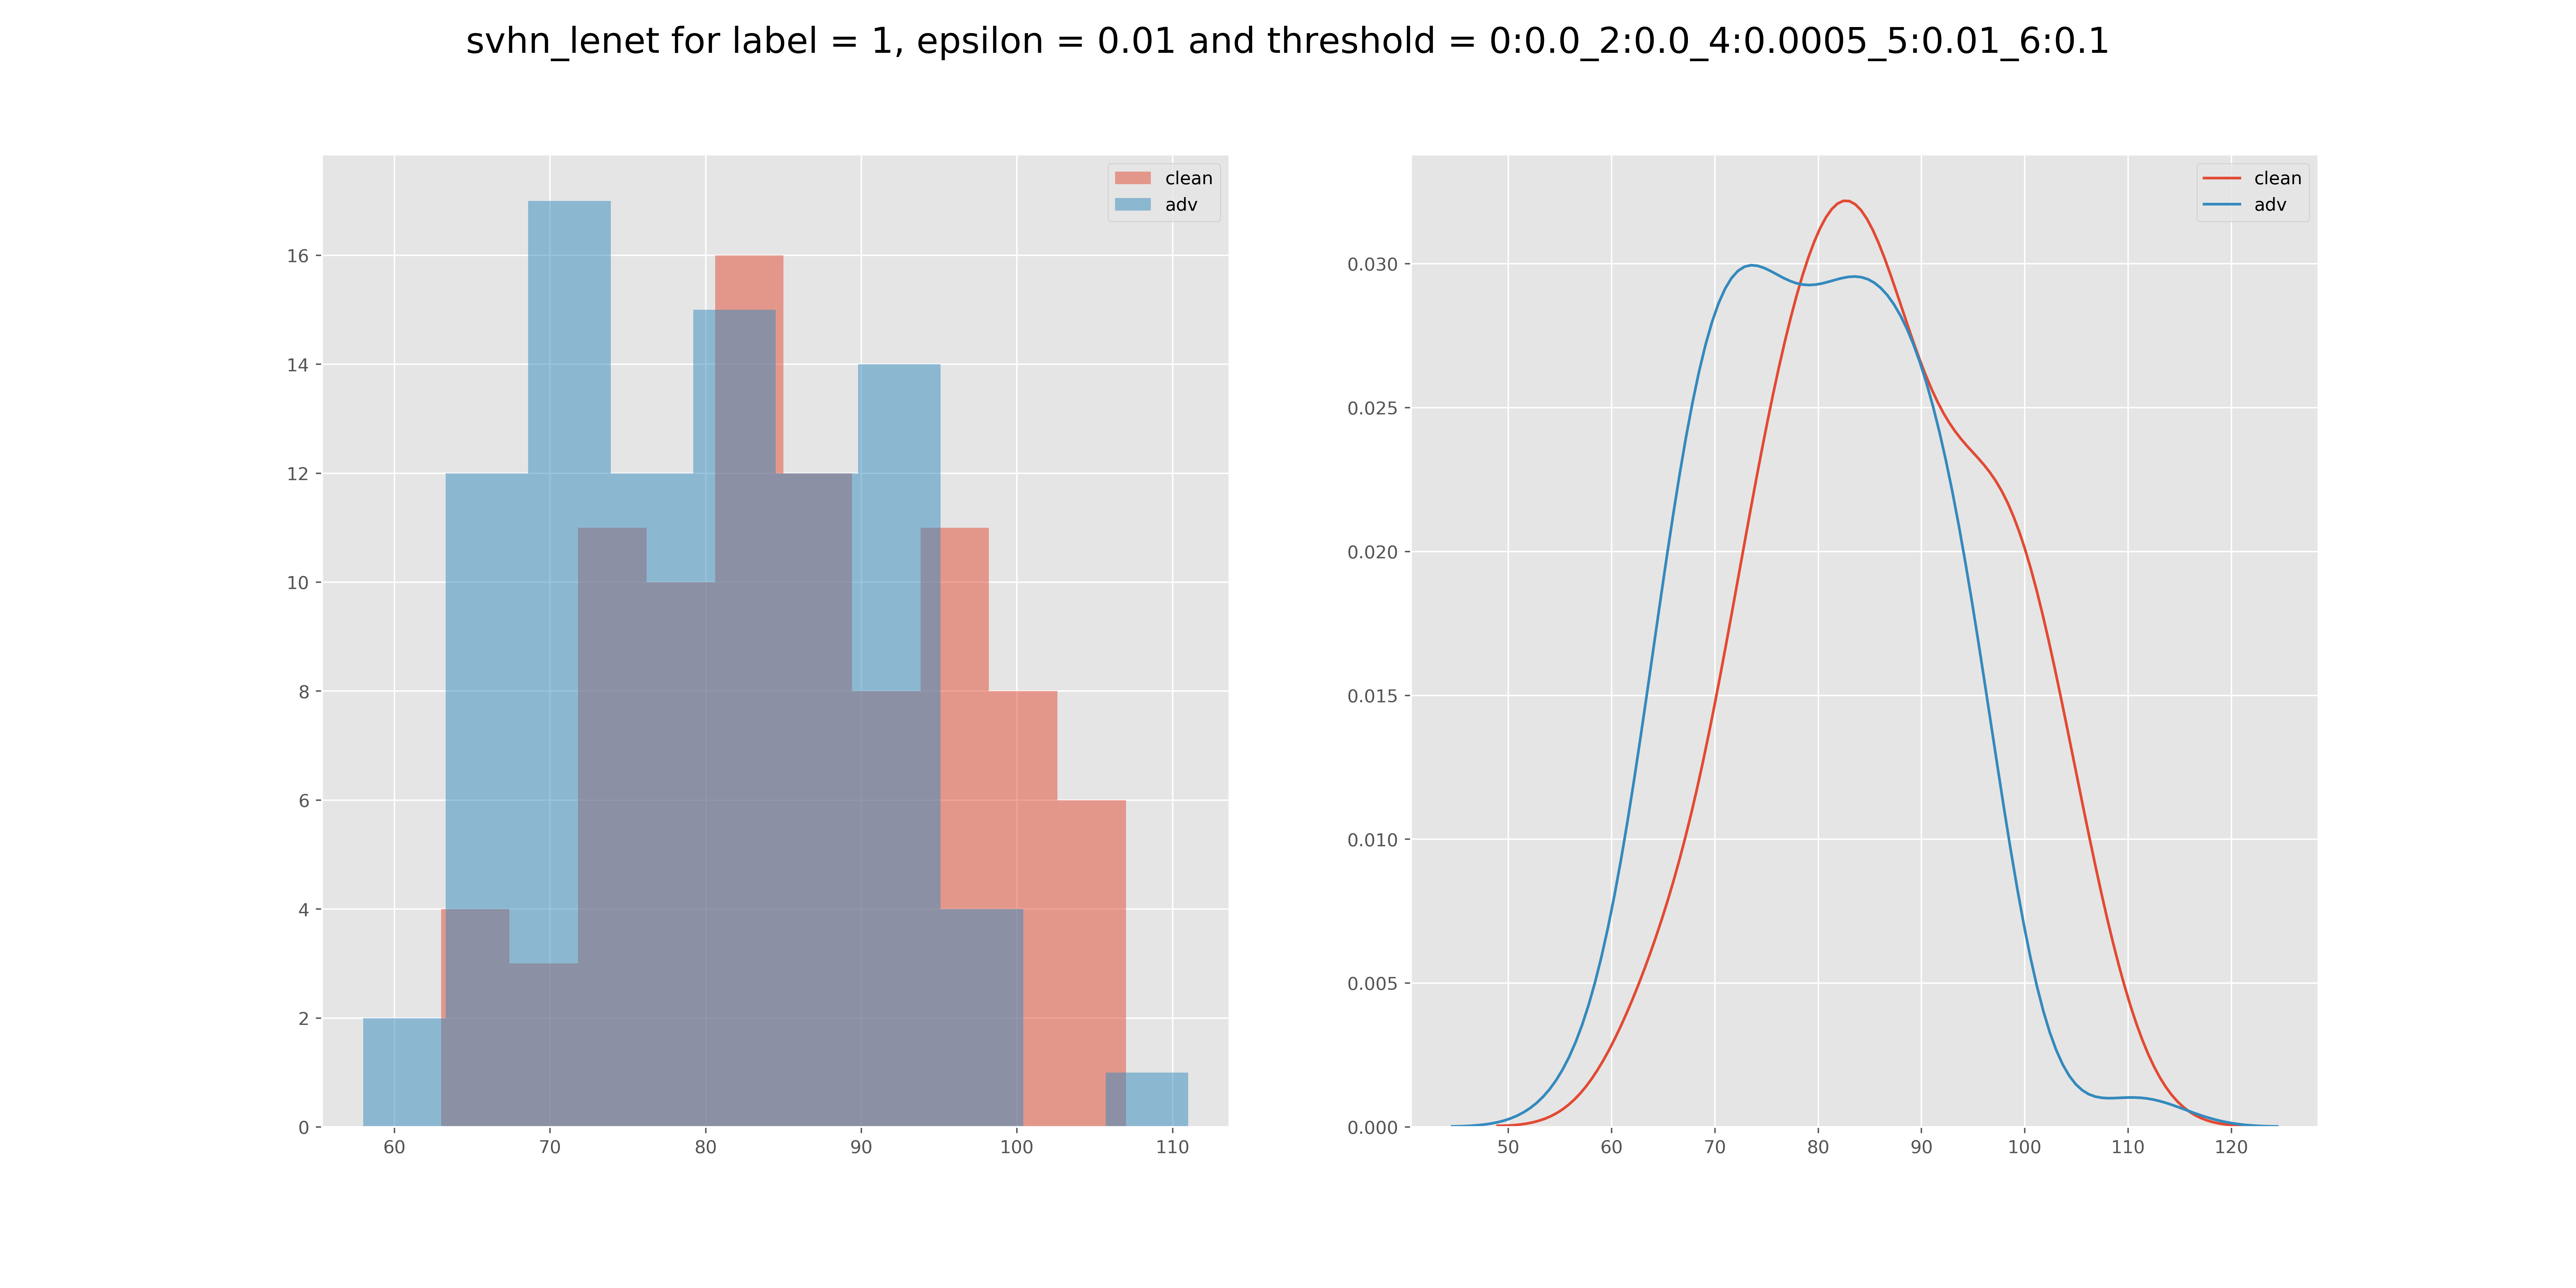 svhn_lenet for label = 1, epsilon = 0.01 and threshold = 0:0.0_2:0.0_4:0.0005_5:0.01_6:0.1
clean
adv
16
14
12
10
8
6
4
2
0
60 70 80 90 100 110
clean
adv
0.030
0.025
0.020
0.015
0.010
0.005
0.000
50 60 70 80 90 100 110 120